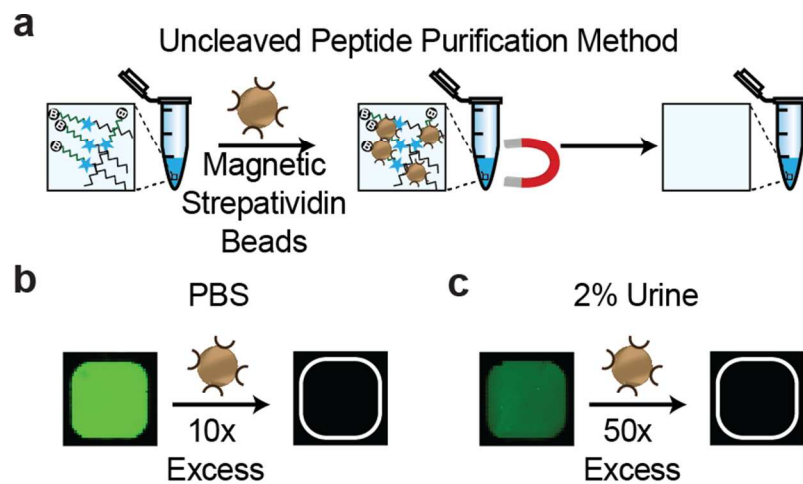 a
Uncleaved Peptide Purification Method
B
B
B
B
B
Magnetic
Strepatividin
Beads
b
PBS
10x
Excess
c
2% Urine
50x
Excess